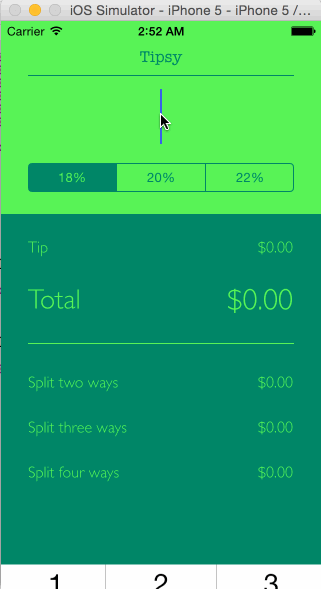 iOS Simulator - iPhone 5 - iPhone 5 /...
Carrier 2:52 AM
Tipsy
18% 20% 22%
Tip $0.00
Total $0.00
Split two ways $0.00
Split three ways $0.00
Split four ways $0.00
1 2 3